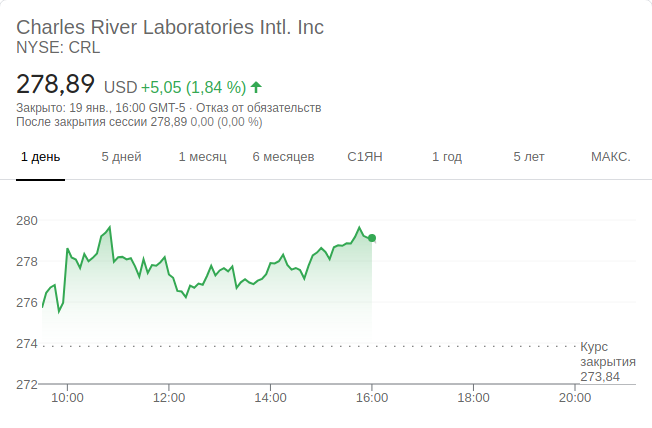 Charles River Laboratories Intl. Inc
NYSE: CRL
278,89 USD +5,05 (1,84 %)
Закрыто: 19 янв., 16:00 GMT-5 · Отказ от обязательств
После закрытия сессии 278,89 0,00 (0,00 %)
1 день 5 дней 1 месяц 6 месяцев С1ЯН 1 год 5 лет МАКС.
280
278
276
274
Курс
закрытия
273,84
272
10:00 12:00 14:00 16:00 18:00 20:00